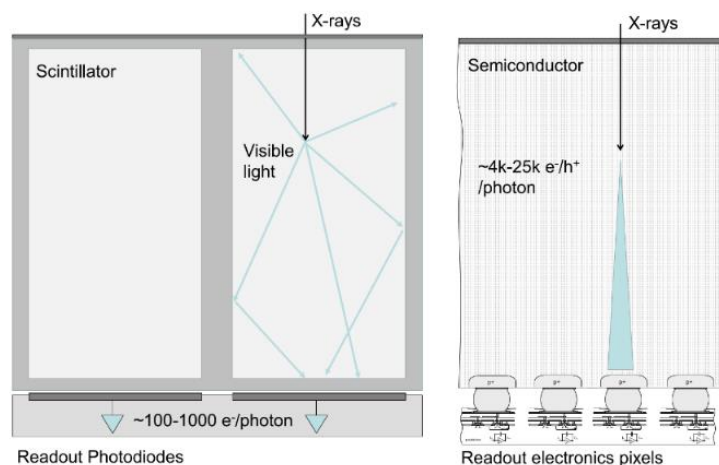 X-rays
Scintillator
Visible
light
~100-1000 e⁻/photon
Readout Photodiodes
X-rays
Semiconductor
~4k-25k e⁻/h⁺
/photon
Readout electronics pixels